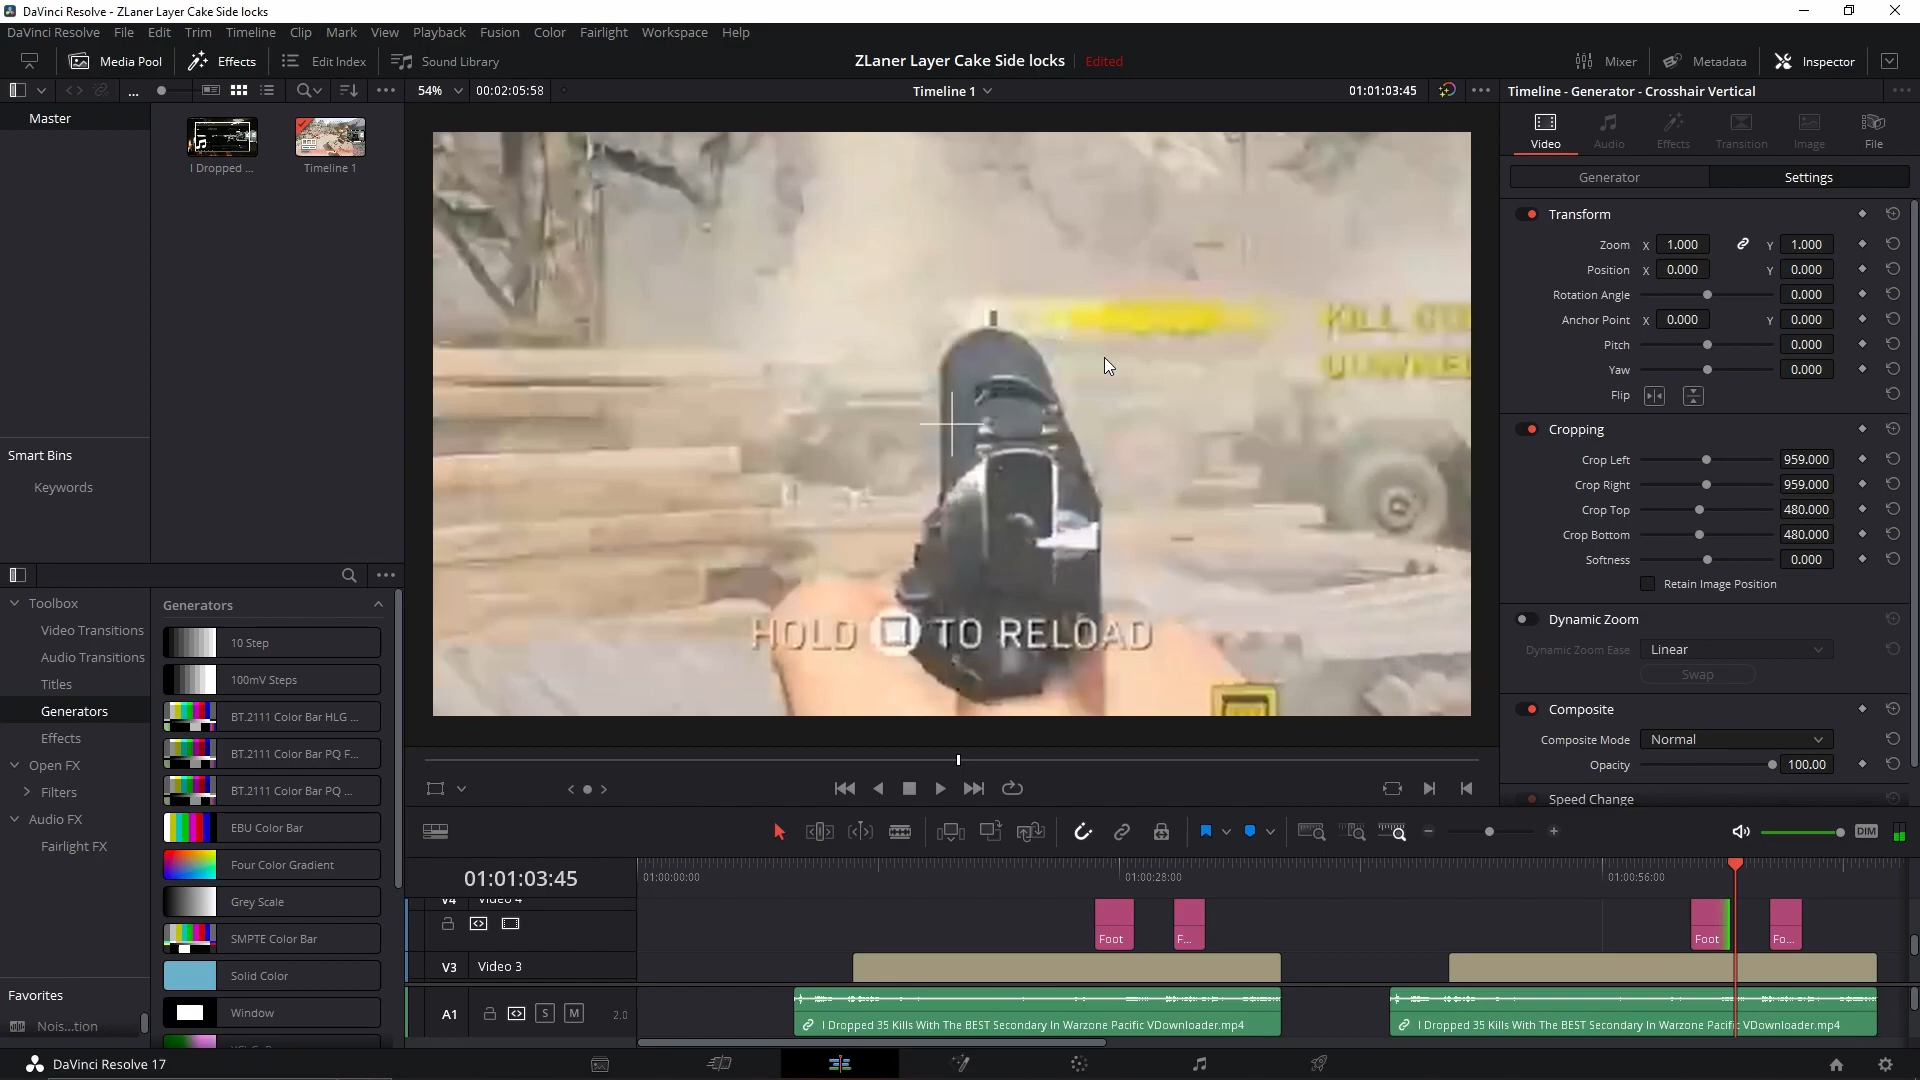 DaVinci Resolve - ZLaner Layer Cake Side locks
DaVinci Resolve File Edit Trim Timeline Clip Mark View Playback Fusion Color Fairlight Workspace Help
Media Pool Effects Edit Index Sound Library ZLaner Layer Cake Side locks Edited Mixer Metadata Inspector
... 54% 00:02:05:58 Timeline 1 01:01:03:45 Timeline - Generator - Crosshair Vertical
Master
I Dropped ... Timeline 1
Smart Bins
Keywords
Toolbox
Video Transitions
Audio Transitions
Titles
Generators
Effects
Open FX
Filters
Audio FX
Fairlight FX
Favorites
Nois...tion
Generators
10 Step
100mV Steps
BT.2111 Color Bar HLG ...
BT.2111 Color Bar PQ F...
BT.2111 Color Bar PQ ...
EBU Color Bar
Four Color Gradient
Grey Scale
SMPTE Color Bar
Solid Color
Window
HOLD TO RELOAD
Video Audio Effects Transition Image File
Generator Settings
Transform
Zoom X 1.000 Y 1.000
Position X 0.000 Y 0.000
Rotation Angle 0.000
Anchor Point X 0.000 Y 0.000
Pitch 0.000
Yaw 0.000
Flip
Cropping
Crop Left 959.000
Crop Right 959.000
Crop Top 480.000
Crop Bottom 480.000
Softness 0.000
Retain Image Position
Dynamic Zoom
Dynamic Zoom Ease Linear
Swap
Composite
Composite Mode Normal
Opacity 100.00
Speed Change
DIM
01:01:03:45 01:00:00:00 01:00:28:00 01:00:56:00
V4 Video 4
Foot F... Foot Fo...
V3 Video 3
A1 S M 2.0
I Dropped 35 Kills With The BEST Secondary In Warzone Pacific VDownloader.mp4
I Dropped 35 Kills With The BEST Secondary In Warzone Pacific VDownloader.mp4
DaVinci Resolve 17